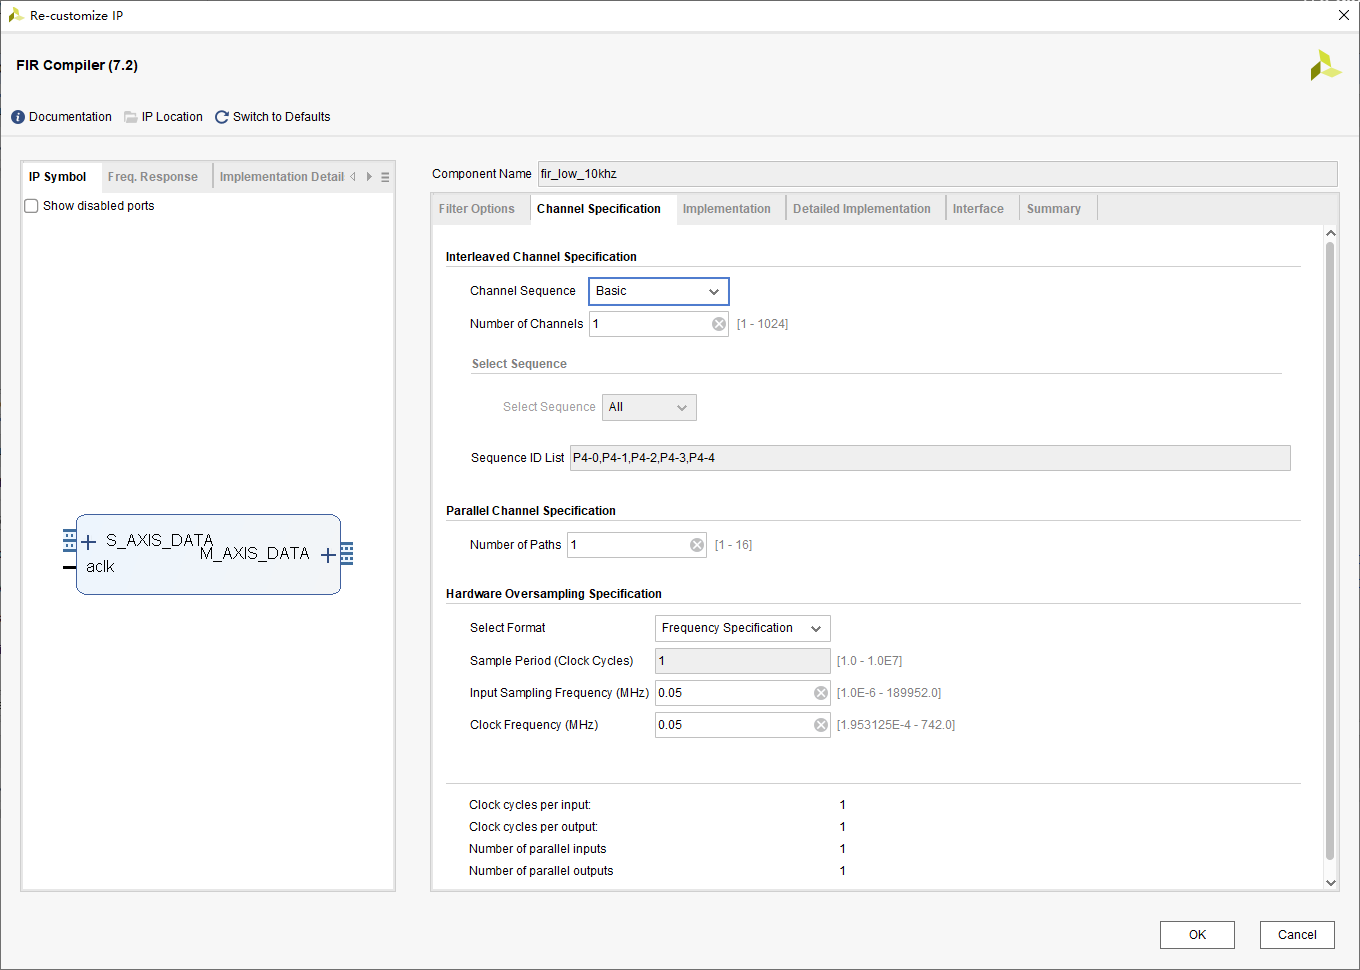 Re-customize IP
FIR Compiler (7.2)
Documentation IP Location Switch to Defaults
IP Symbol Freq. Response Implementation Detail
Show disabled ports
S_AXIS_DATA
M_AXIS_DATA
aclk
Component Name fir_low_10khz
Filter Options Channel Specification Implementation Detailed Implementation Interface Summary
Interleaved Channel Specification
Channel Sequence Basic
Number of Channels 1 [1 - 1024]
Select Sequence
Select Sequence All
Sequence ID List P4-0,P4-1,P4-2,P4-3,P4-4
Parallel Channel Specification
Number of Paths 1 [1 - 16]
Hardware Oversampling Specification
Select Format Frequency Specification
Sample Period (Clock Cycles) 1 [1.0 - 1.0E7]
Input Sampling Frequency (MHz) 0.05 [1.0E-6 - 189952.0]
Clock Frequency (MHz) 0.05 [1.953125E-4 - 742.0]
Clock cycles per input: 1
Clock cycles per output: 1
Number of parallel inputs 1
Number of parallel outputs 1
OK Cancel